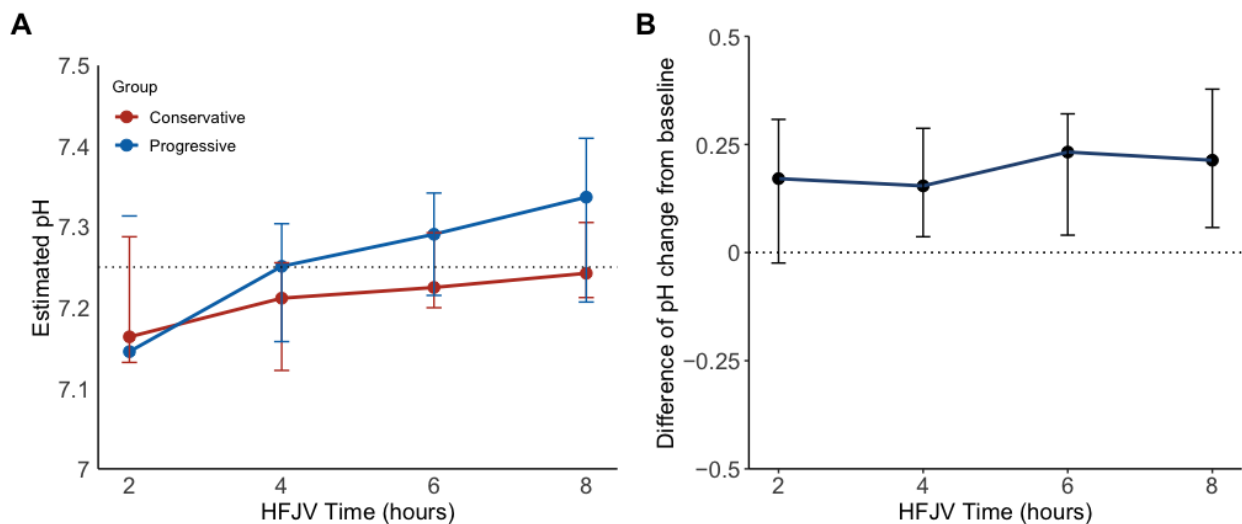 A
Estimated pH
7.5
7.4
7.3
7.2
7.1
7
Group
Conservative
Progressive
2 4 6 8
HFJV Time (hours)
B
Difference of pH change from baseline
0.5
0.25
0
−0.25
−0.5
2 4 6 8
HFJV Time (hours)